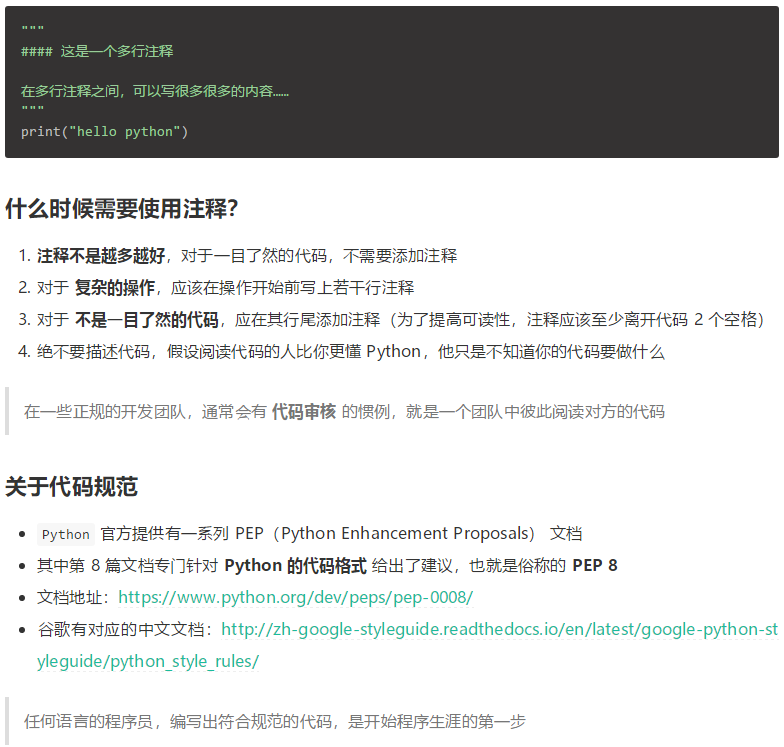 """
#### 这是一个多行注释
在多行注释之间，可以写很多很多的内容……
"""
print("hello python")
什么时候需要使用注释？
1. 注释不是越多越好，对于一目了然的代码，不需要添加注释
2. 对于 复杂的操作，应该在操作开始前写上若干行注释
3. 对于 不是一目了然的代码，应在其行尾添加注释（为了提高可读性，注释应该至少离开代码 2 个空格）
4. 绝不要描述代码，假设阅读代码的人比你更懂 Python，他只是不知道你的代码要做什么
在一些正规的开发团队，通常会有 代码审核 的惯例，就是一个团队中彼此阅读对方的代码
关于代码规范
• Python 官方提供有一系列 PEP（Python Enhancement Proposals） 文档
• 其中第 8 篇文档专门针对 Python 的代码格式 给出了建议，也就是俗称的 PEP 8
• 文档地址：https://www.python.org/dev/peps/pep-0008/
• 谷歌有对应的中文文档：http://zh-google-styleguide.readthedocs.io/en/latest/google-python-st
yleguide/python_style_rules/
任何语言的程序员，编写出符合规范的代码，是开始程序生涯的第一步